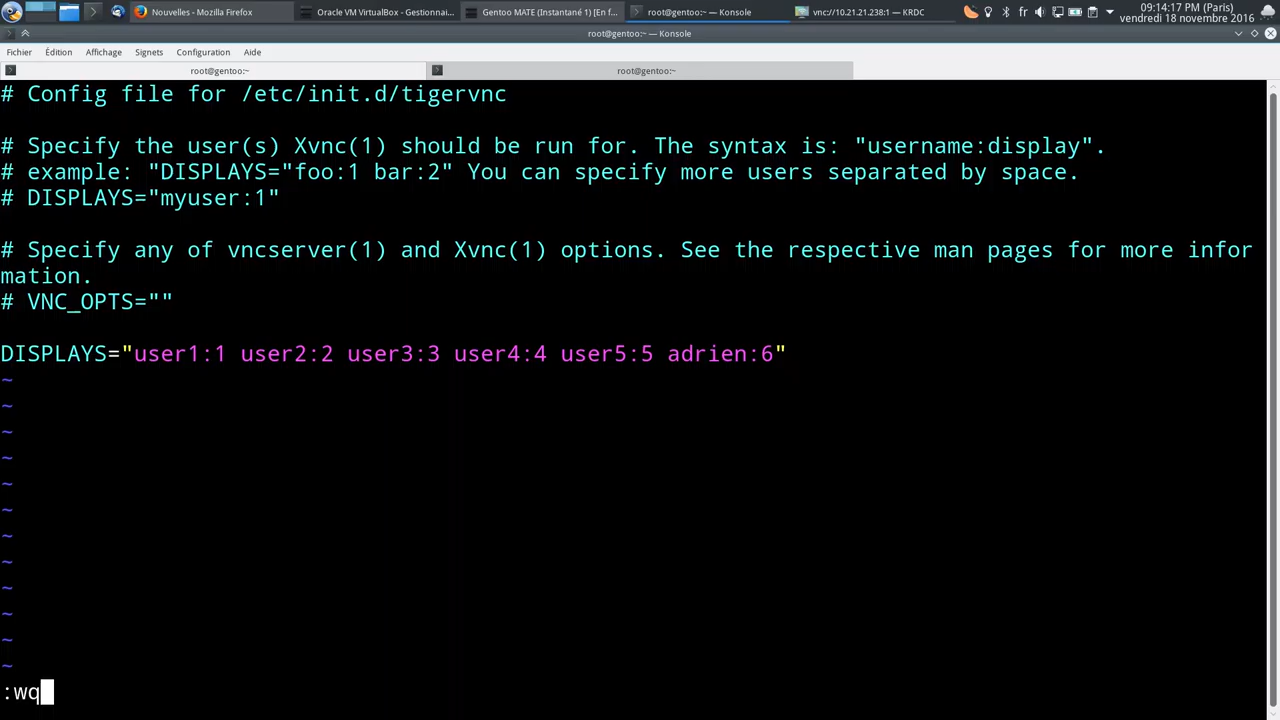 Nouvelles - Mozilla Firefox
Oracle VM VirtualBox - Gestionnai...
Gentoo MATE (Instantané 1) [En f...
root@gentoo:~ — Konsole
vnc://10.21.21.238:1 — KRDC
fr
09:14:17 PM (Paris)
vendredi 18 novembre 2016
root@gentoo:~ — Konsole
Fichier Édition Affichage Signets Configuration Aide
root@gentoo:~
root@gentoo:~
# Config file for /etc/init.d/tigervnc
# Specify the user(s) Xvnc(1) should be run for. The syntax is: "username:display".
# example: "DISPLAYS="foo:1 bar:2" You can specify more users separated by space.
# DISPLAYS="myuser:1"
# Specify any of vncserver(1) and Xvnc(1) options. See the respective man pages for more infor
mation.
# VNC_OPTS=""
DISPLAYS="user1:1 user2:2 user3:3 user4:4 user5:5 adrien:6"
~
~
~
~
~
~
~
~
~
~
~
~
:wq